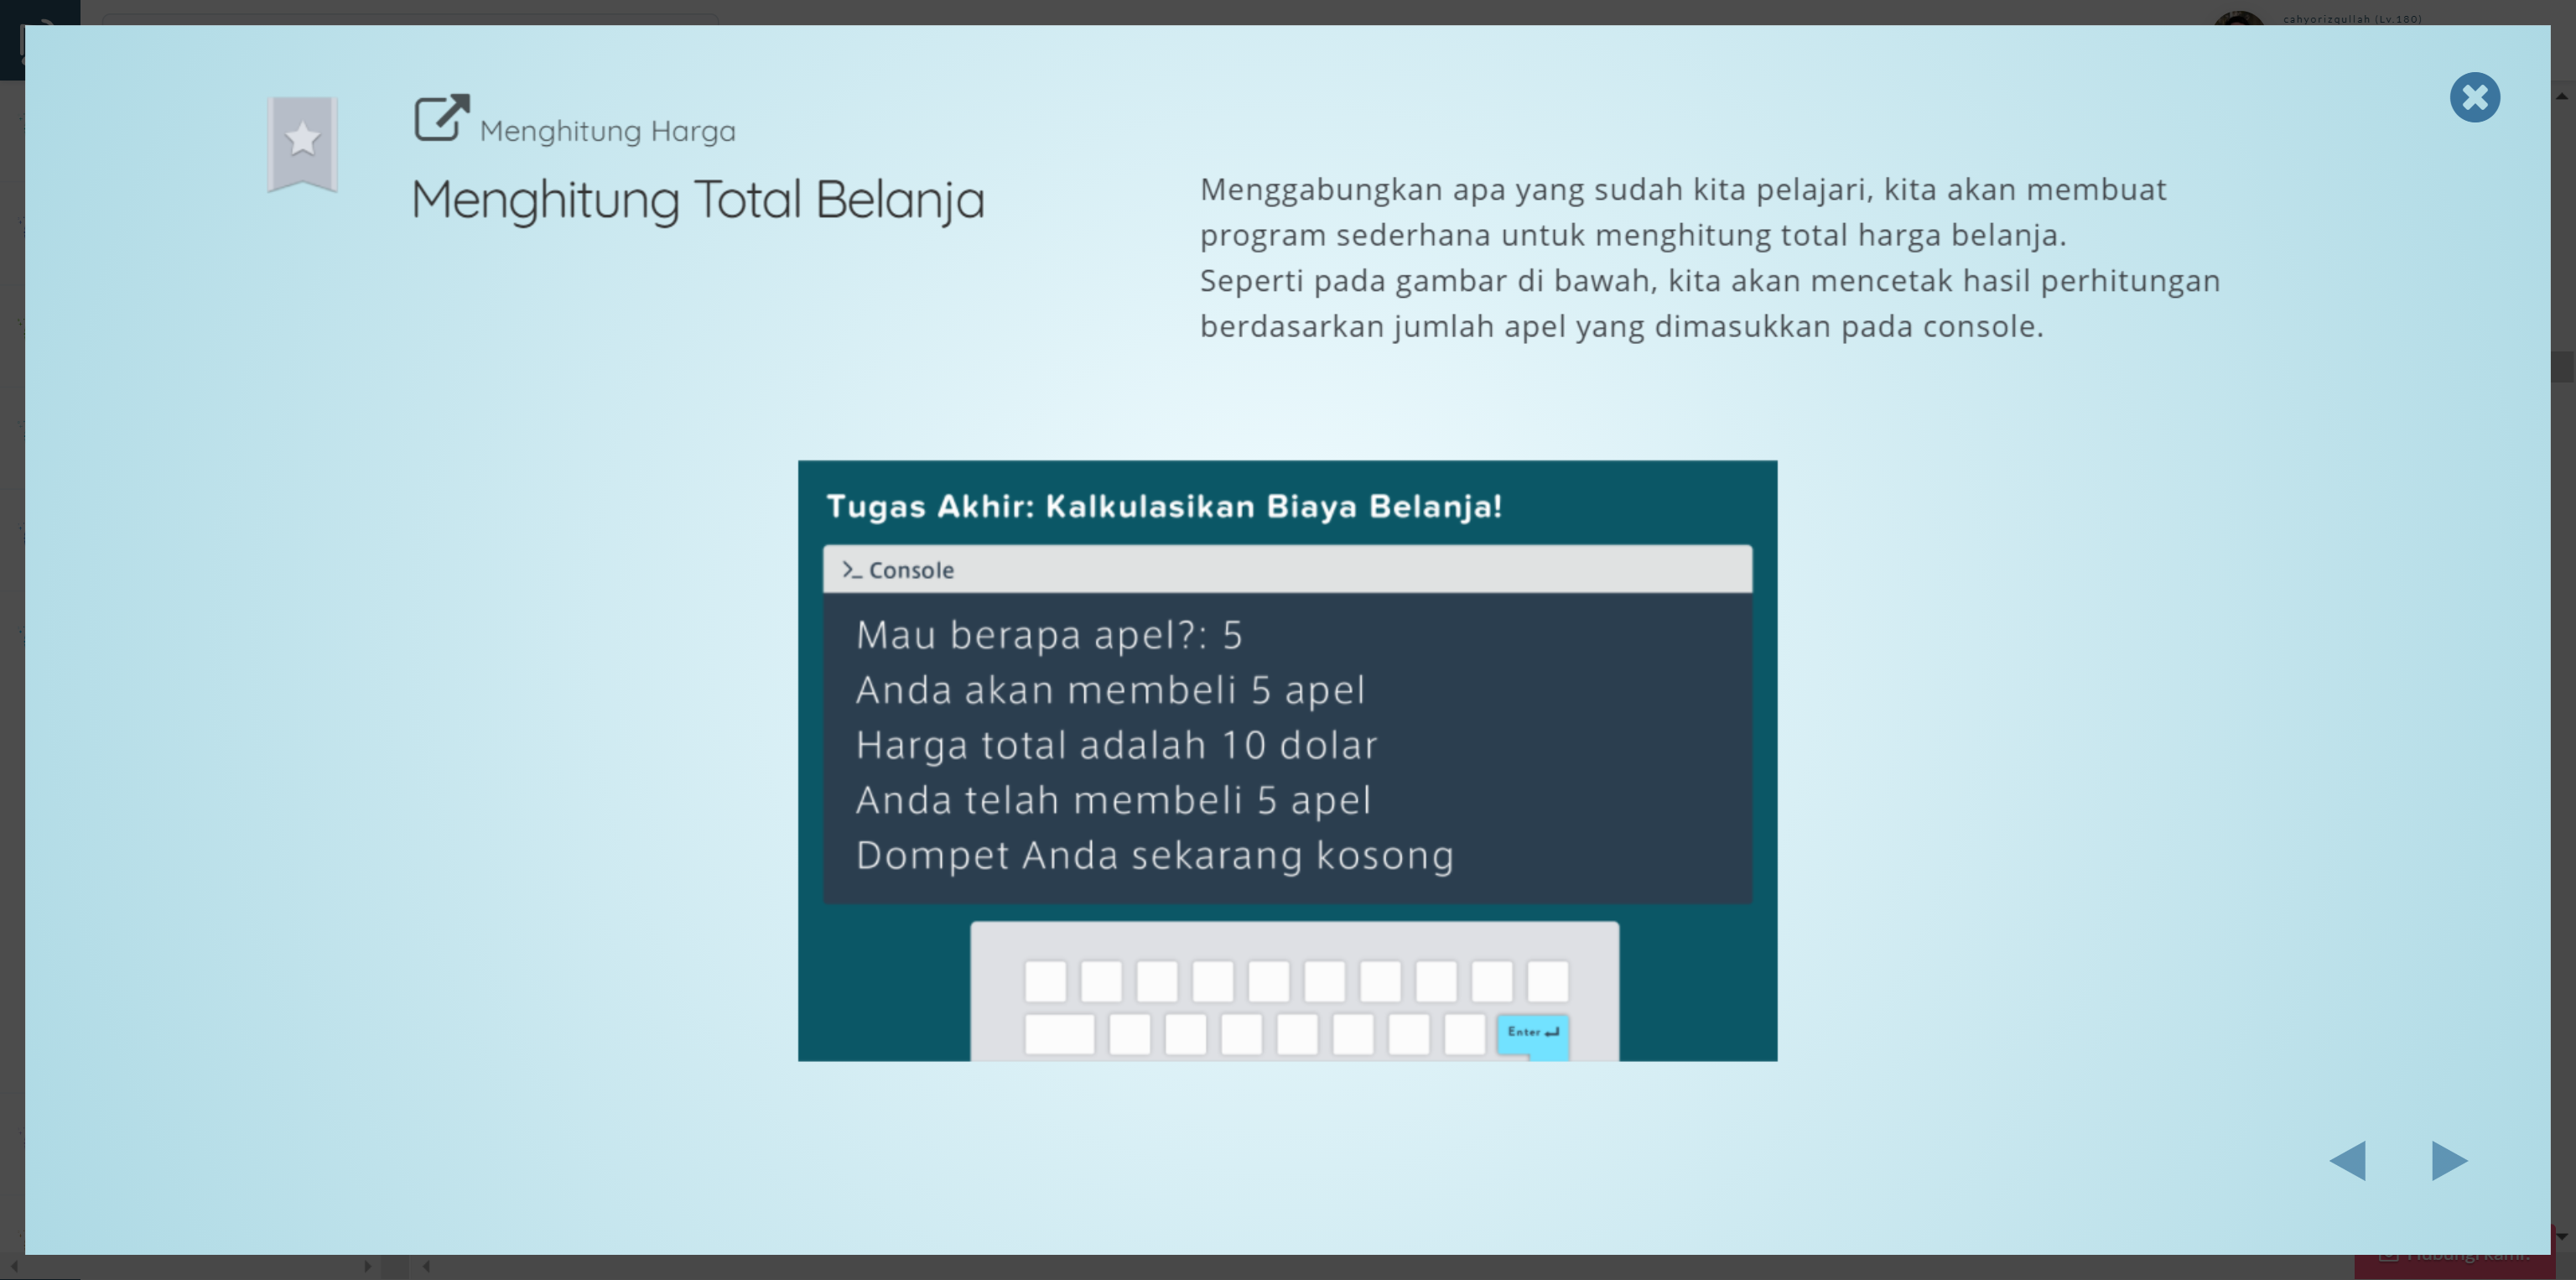 cahyorizqullah (Lv.180)
Menghitung Harga
Menghitung Total Belanja
Menggabungkan apa yang sudah kita pelajari, kita akan membuat
program sederhana untuk menghitung total harga belanja.
Seperti pada gambar di bawah, kita akan mencetak hasil perhitungan
berdasarkan jumlah apel yang dimasukkan pada console.
Tugas Akhir: Kalkulasikan Biaya Belanja!
>_ Console
Mau berapa apel?: 5
Anda akan membeli 5 apel
Harga total adalah 10 dolar
Anda telah membeli 5 apel
Dompet Anda sekarang kosong
Enter